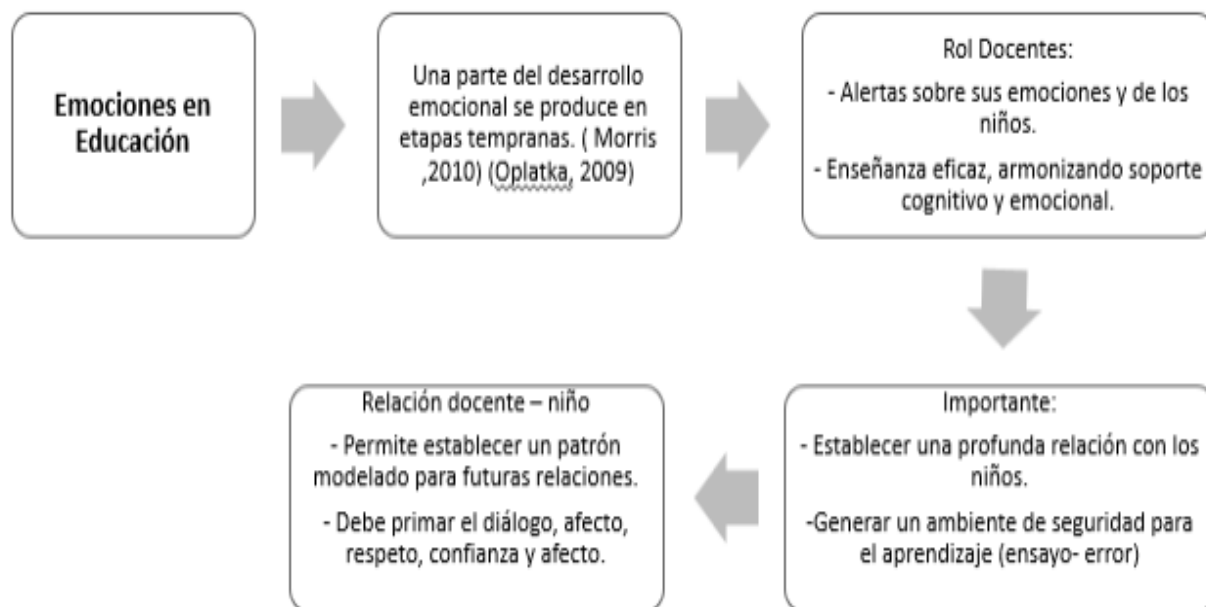 Emociones en
Educación
Una parte del desarrollo
emocional se produce en
etapas tempranas. ( Morris
,2010) (Oplatka, 2009)
Rol Docentes:
- Alertas sobre sus emociones y de los
niños.
- Enseñanza eficaz, armonizando soporte
cognitivo y emocional.
Importante:
- Establecer una profunda relación con los
niños.
-Generar un ambiente de seguridad para
el aprendizaje (ensayo- error)
Relación docente – niño
- Permite establecer un patrón
modelado para futuras relaciones.
- Debe primar el diálogo, afecto,
respeto, confianza y afecto.